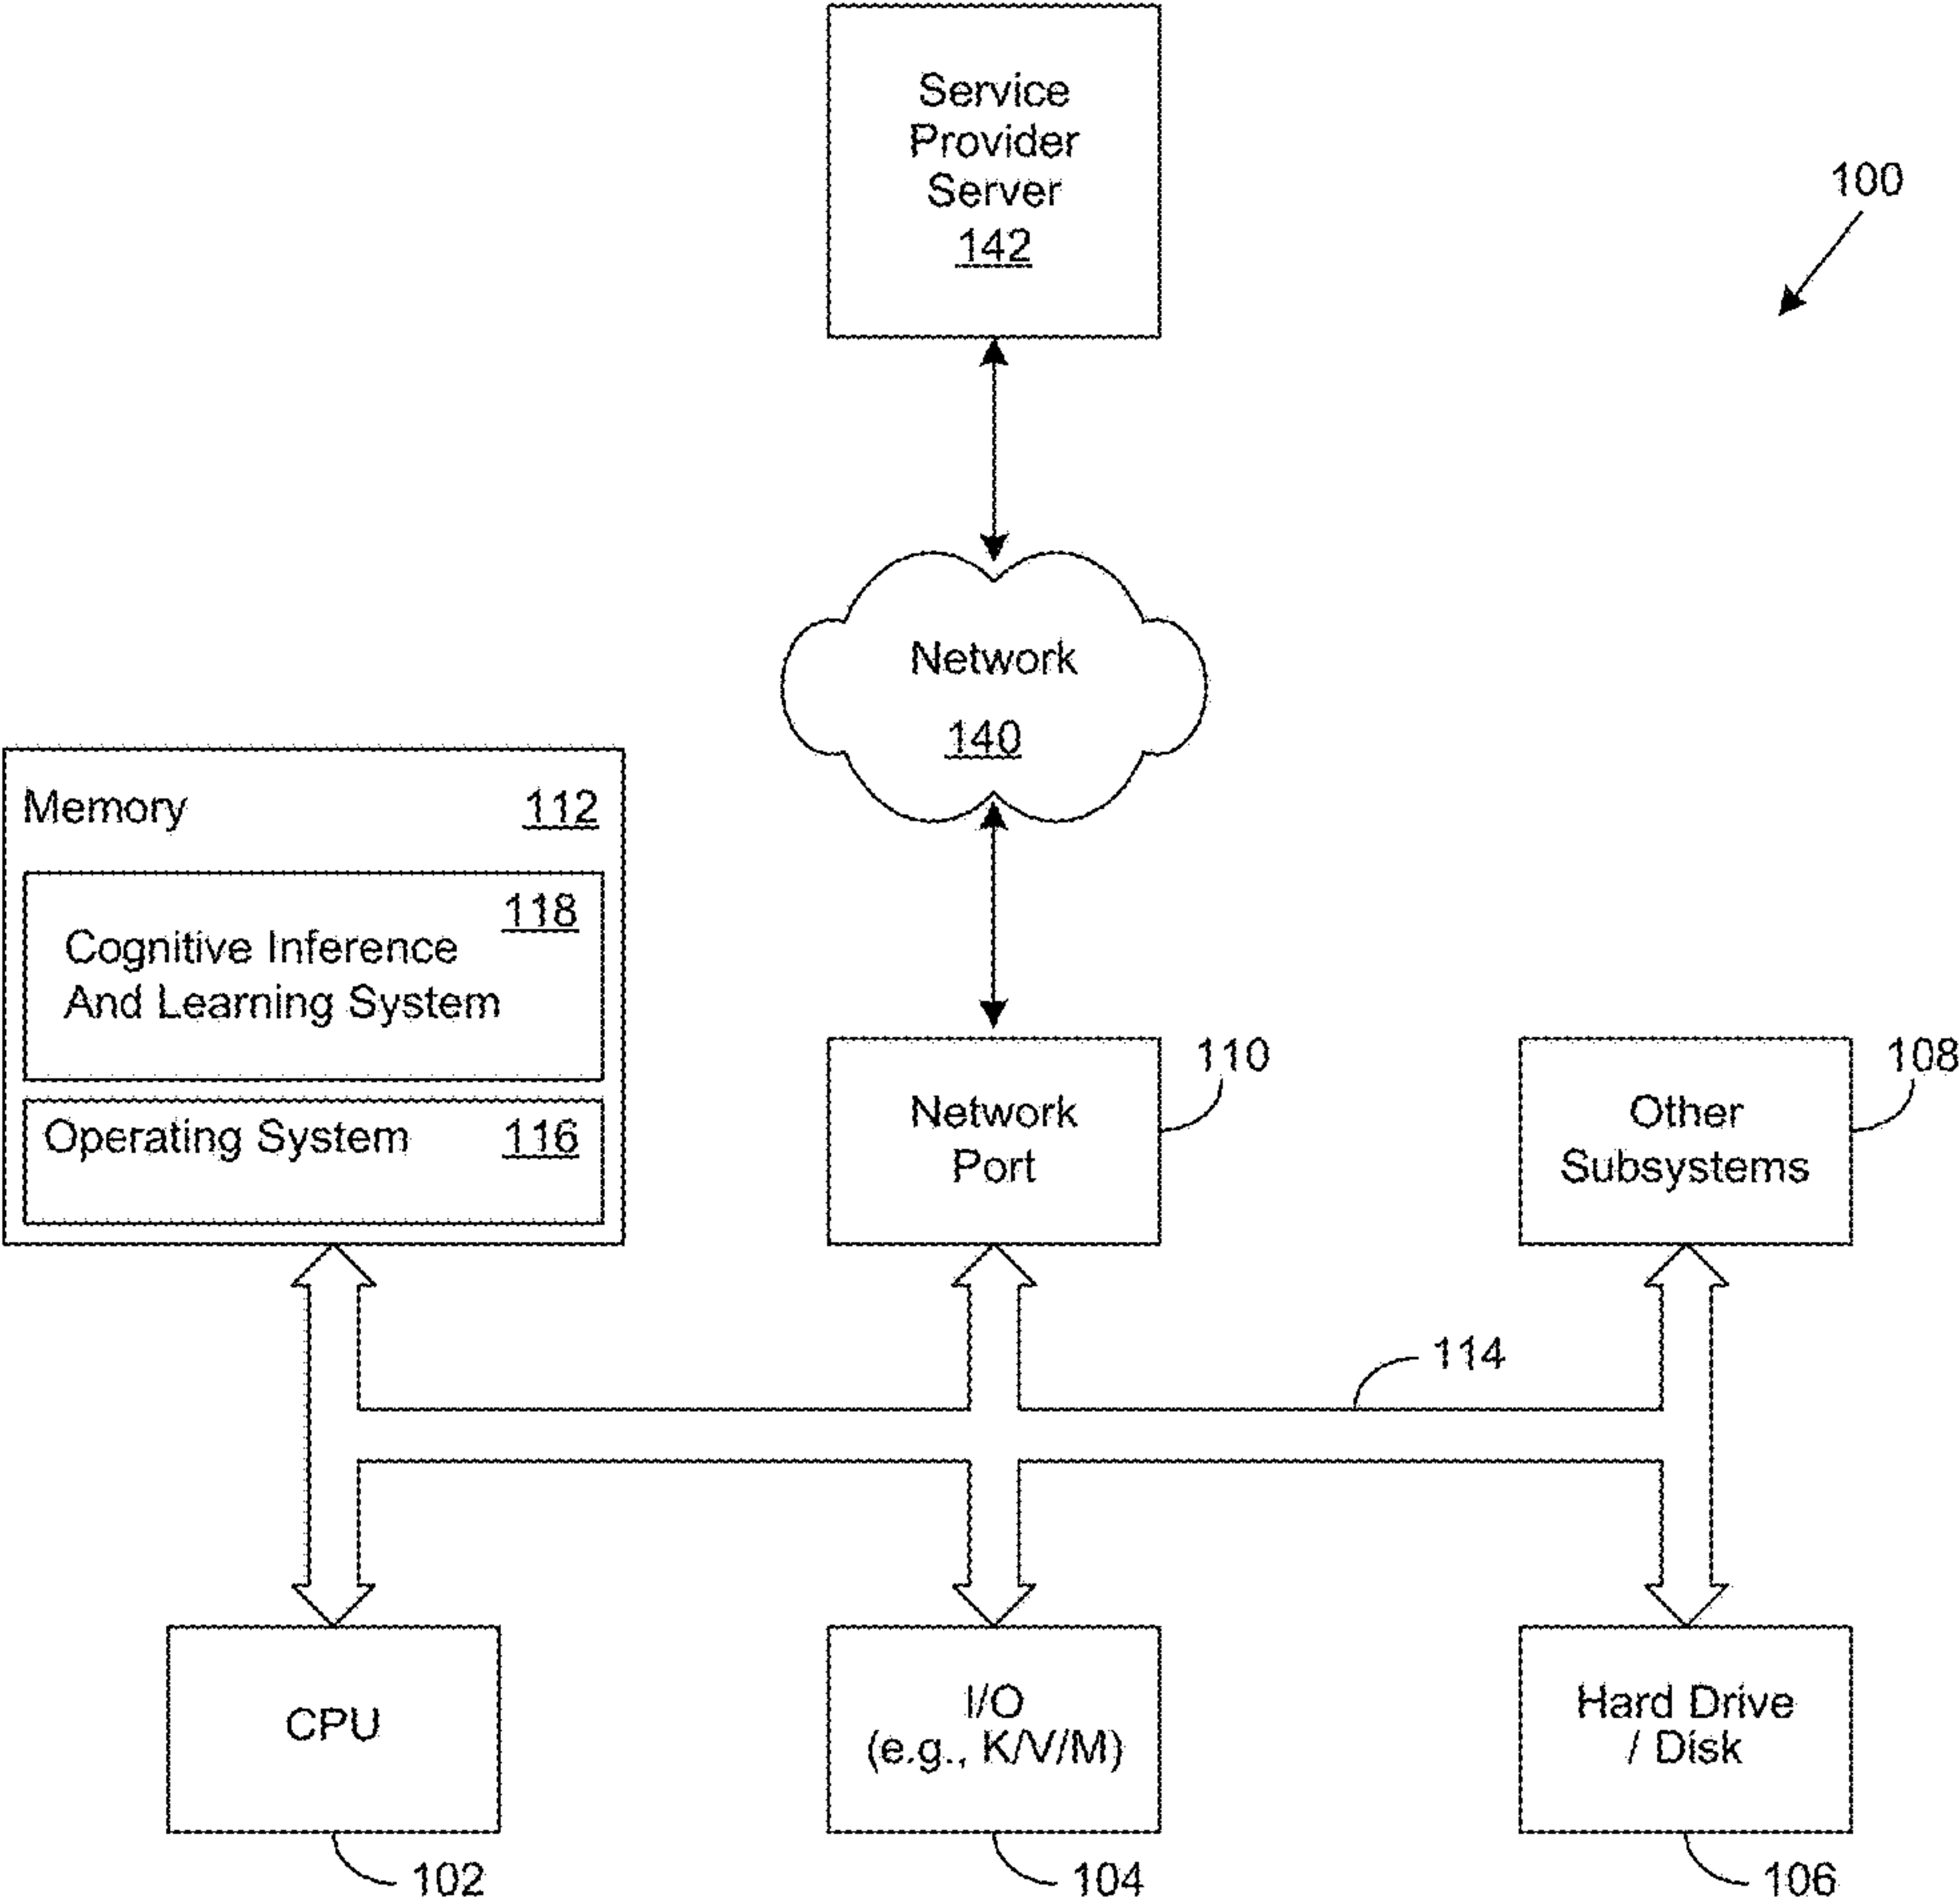 Service
Provider
Server
142
100
Network
140
Memory 112
118
Cognitive Inference
And Learning System
Operating System 116
Network
Port
110
Other
Subsystems
108
114
CPU
102
I/O
(e.g., K/V/M)
104
Hard Drive
/ Disk
106